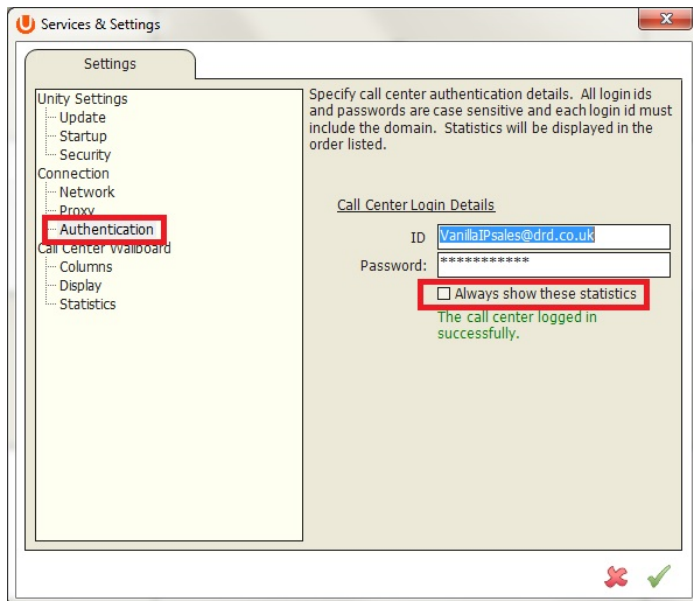 Services & Settings
x
Settings
Unity Settings
Update
Startup
Security
Connection
Network
Proxy
Authentication
Call Center Wallboard
Columns
Display
Statistics
Specify call center authentication details. All login ids
and passwords are case sensitive and each login id must
include the domain. Statistics will be displayed in the
order listed.
Call Center Login Details
ID VanillaIPsales@drd.co.uk
Password: ***********
Always show these statistics
The call center logged in
successfully.